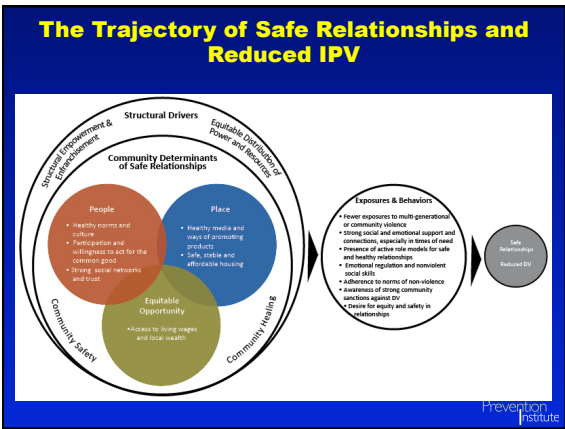 The Trajectory of Safe Relationships and
Reduced IPV
Structural Drivers
Structural Empowerment &
Enfranchisement
Equitable Distribution of
Power and Resources
Community Determinants
of Safe Relationships
People
• Healthy norms and
culture
• Participation and
willingness to act for the
common good
• Strong social networks
and trust
Place
• Healthy media and
ways of promoting
products
• Safe, stable and
affordable housing
Equitable
Opportunity
•Access to living wages
and local wealth
Community Safety
Community Healing
Exposures & Behaviors
• Fewer exposures to multi-generational
or community violence
• Strong social and emotional support and
connections, especially in times of need
• Presence of active role models for safe
and healthy relationships
• Emotional regulation and nonviolent
social skills
• Adherence to norms of non-violence
• Awareness of strong community
sanctions against DV
• Desire for equity and safety in
relationships
Safe
Relationships
Reduced DV
Prevention
Institute